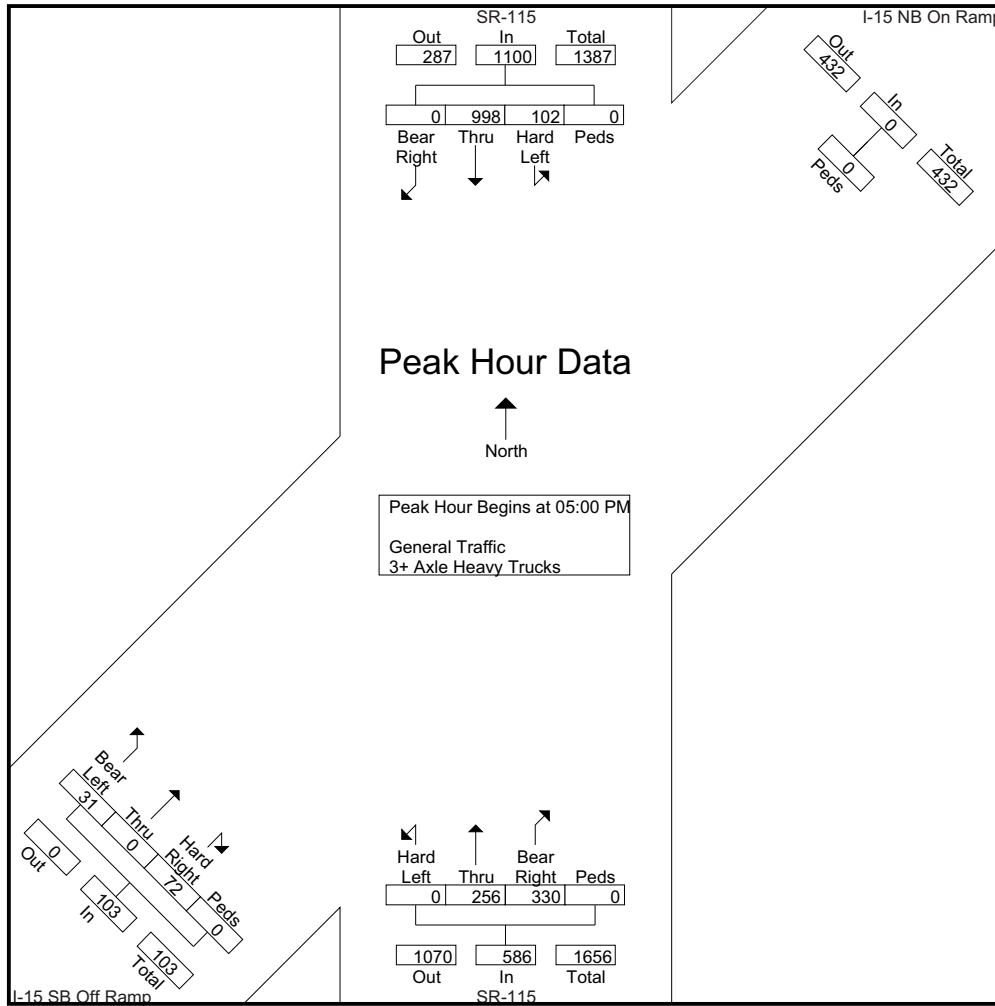 SR-115
Out In Total
287 1100 1387
0 998 102 0
Bear Right Thru Hard Left Peds
I-15 NB On Ramp
Out
432
In
0
Total
432
0
Peds
Peak Hour Data
North
Peak Hour Begins at 05:00 PM
General Traffic
3+ Axle Heavy Trucks
Bear Left Thru Hard Right Peds
31 0 72 0
0
Out
103
In
103
Total
I-15 SB Off Ramp
Hard Left Thru Bear Right Peds
0 256 330 0
1070 586 1656
Out In Total
SR-115